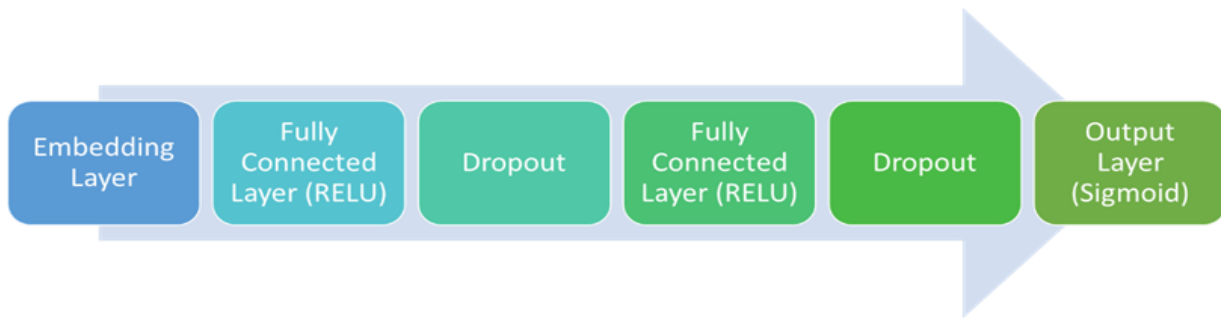 Embedding
Layer
Fully
Connected
Layer (RELU)
Dropout
Fully
Connected
Layer (RELU)
Dropout
Output
Layer
(Sigmoid)